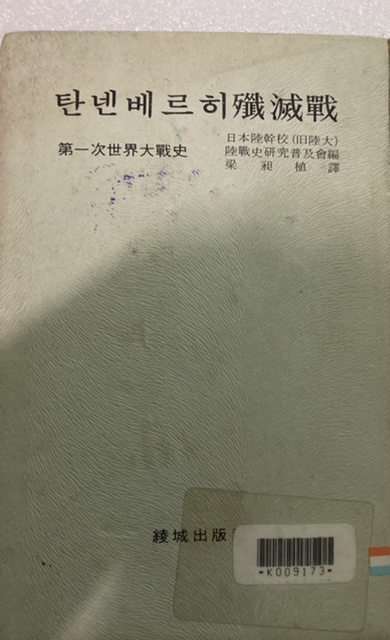 탄넨베르히殲滅戰
第一次世界大戰史
日本陸幹校(旧陸大)
陸戰史研究普及會編
梁昶植譯
綾城出版
*K009173*